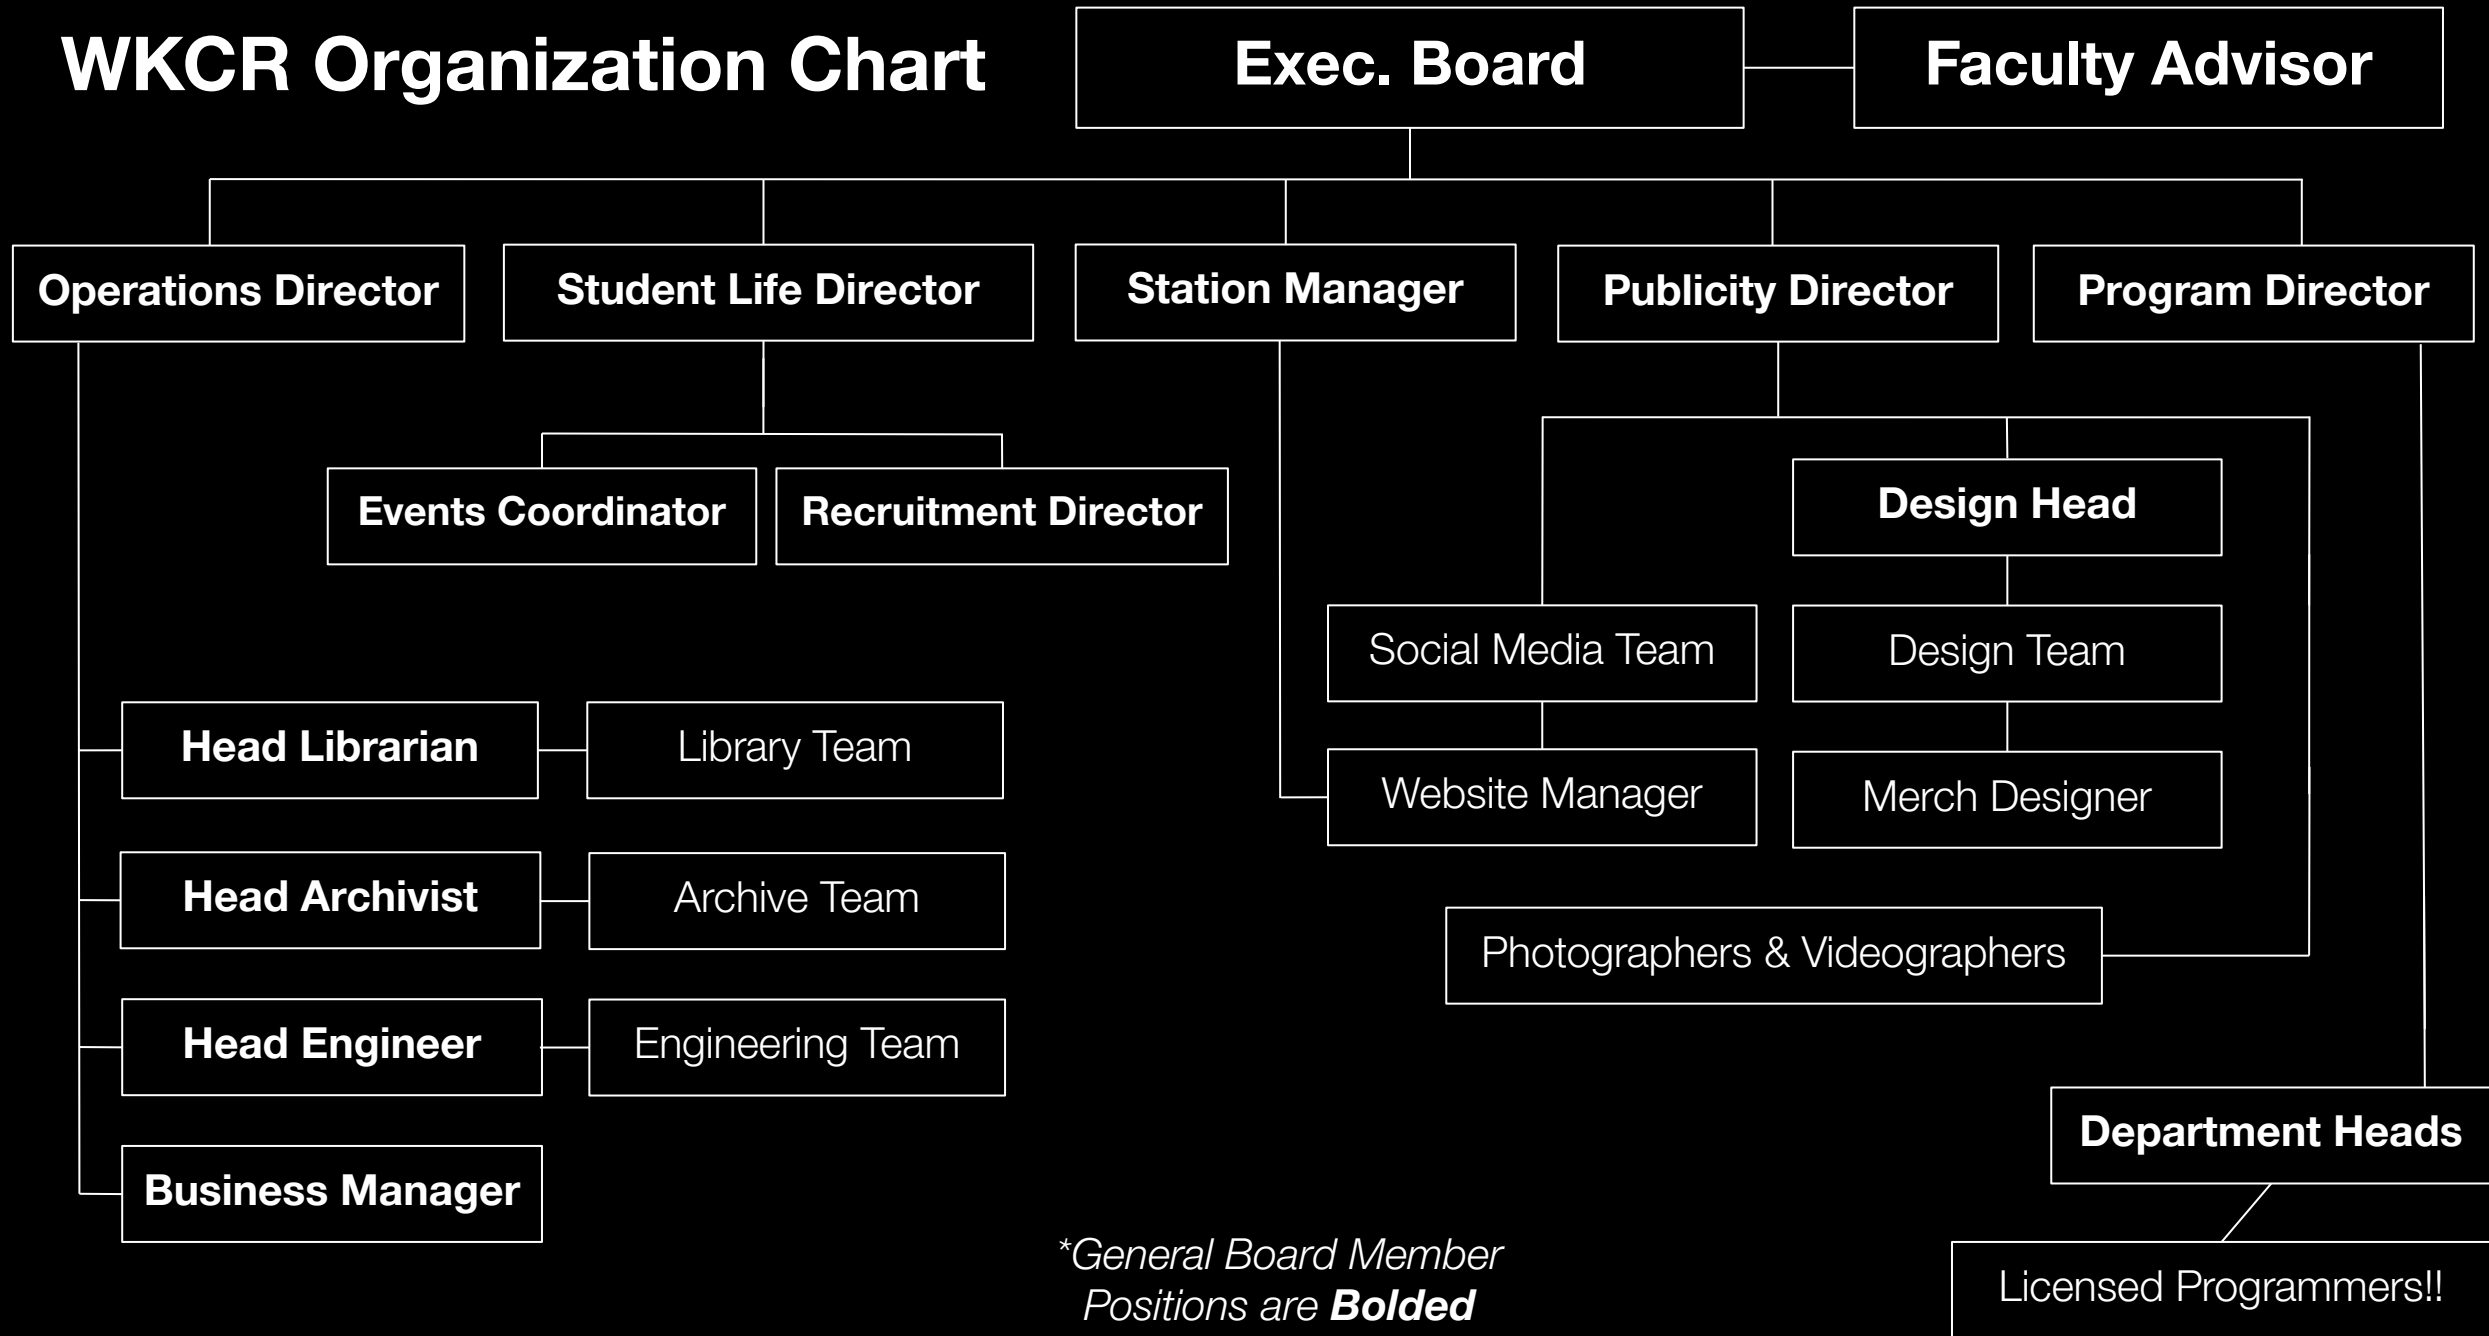 WKCR Organization Chart
Exec. Board
Faculty Advisor
Operations Director
Student Life Director
Station Manager
Publicity Director
Program Director
Events Coordinator
Recruitment Director
Design Head
Social Media Team
Design Team
Head Librarian
Library Team
Website Manager
Merch Designer
Head Archivist
Archive Team
Photographers & Videographers
Head Engineer
Engineering Team
Department Heads
Business Manager
*General Board Member
Positions are Bolded
Licensed Programmers!!